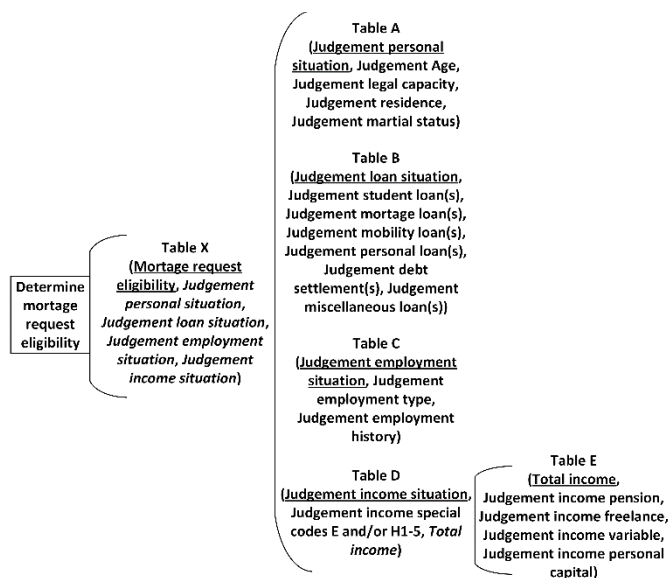 Determine
mortage
request
eligibility
Table X
(Mortage request
eligibility, Judgement
personal situation,
Judgement loan situation,
Judgement employment
situation, Judgement
income situation)
Table A
(Judgement personal
situation, Judgement Age,
Judgement legal capacity,
Judgement residence,
Judgement martial status)
Table B
(Judgement loan situation,
Judgement student loan(s),
Judgement mortage loan(s),
Judgement mobility loan(s),
Judgement personal loan(s),
Judgement debt
settlement(s), Judgement
miscellaneous loan(s))
Table C
(Judgement employment
situation, Judgement
employment type,
Judgement employment
history)
Table D
(Judgement income situation,
Judgement income special
codes E and/or H1-5, Total
income)
Table E
(Total income,
Judgement income pension,
Judgement income freelance,
Judgement income variable,
Judgement income personal
capital)